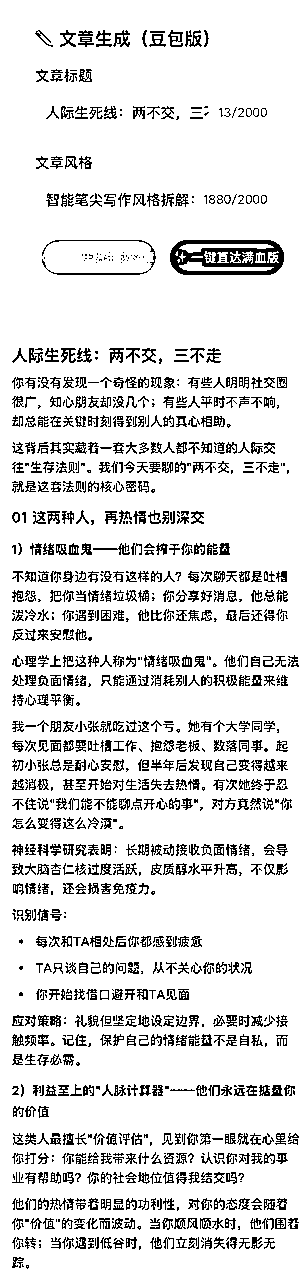 文章生成（豆包版）
文章标题
人际生死线：两不交，三 13/2000
文章风格
智能笔尖写作风格拆解： 1880/2000
一键直达满血版
人际生死线：两不交，三不走
你有没有发现一个奇怪的现象：有些人明明社交圈
很广，知心朋友却没几个；有些人平时不声不响，
却总能在关键时刻得到别人的真心相助。
这背后其实藏着一套大多数人都不知道的人际交
往"生存法则"。我们今天要聊的"两不交，三不走"，
就是这套法则的核心密码。
01 这两种人，再热情也别深交
1）情绪吸血鬼——他们会榨干你的能量
不知道你身边有没有这样的人？每次聊天都是吐槽
抱怨，把你当情绪垃圾桶；你分享好消息，他总能
泼冷水；你遇到困难，他比你还焦虑，最后还得你
反过来安慰他。
心理学上把这种人称为"情绪吸血鬼"。他们自己无法
处理负面情绪，只能通过消耗别人的积极能量来维
持心理平衡。
我一个朋友小张就吃过这个亏。她有个大学同学，
每次见面都要吐槽工作、抱怨老板、数落同事。起
初小张总是耐心安慰，但半年后发现自己变得越来
越消极，甚至开始对生活失去热情。有次她终于忍
不住说"我们能不能聊点开心的事"，对方竟然说"你
怎么变得这么冷漠"。
神经科学研究表明：长期被动接收负面情绪，会导
致大脑杏仁核过度活跃，皮质醇水平升高，不仅影
响情绪，还会损害免疫力。
识别信号：
• 每次和TA相处后你都感到疲惫
• TA只谈自己的问题，从不关心你的状况
• 你开始找借口避开和TA见面
应对策略：礼貌但坚定地设定边界，必要时减少接
触频率。记住，保护自己的情绪能量不是自私，而
是生存必需。
2）利益至上的"人脉计算器"——他们永远在掂量你
的价值
这类人最擅长"价值评估"，见到你第一眼就在心里给
你打分：你能给我带来什么资源？认识你对我的事
业有帮助吗？你的社会地位值得我结交吗？
他们的热情带着明显的功利性，对你的态度会随着
你"价值"的变化而波动。当你顺风顺水时，他们围着
你转；当你遇到低谷时，他们立刻消失得无影无
踪。